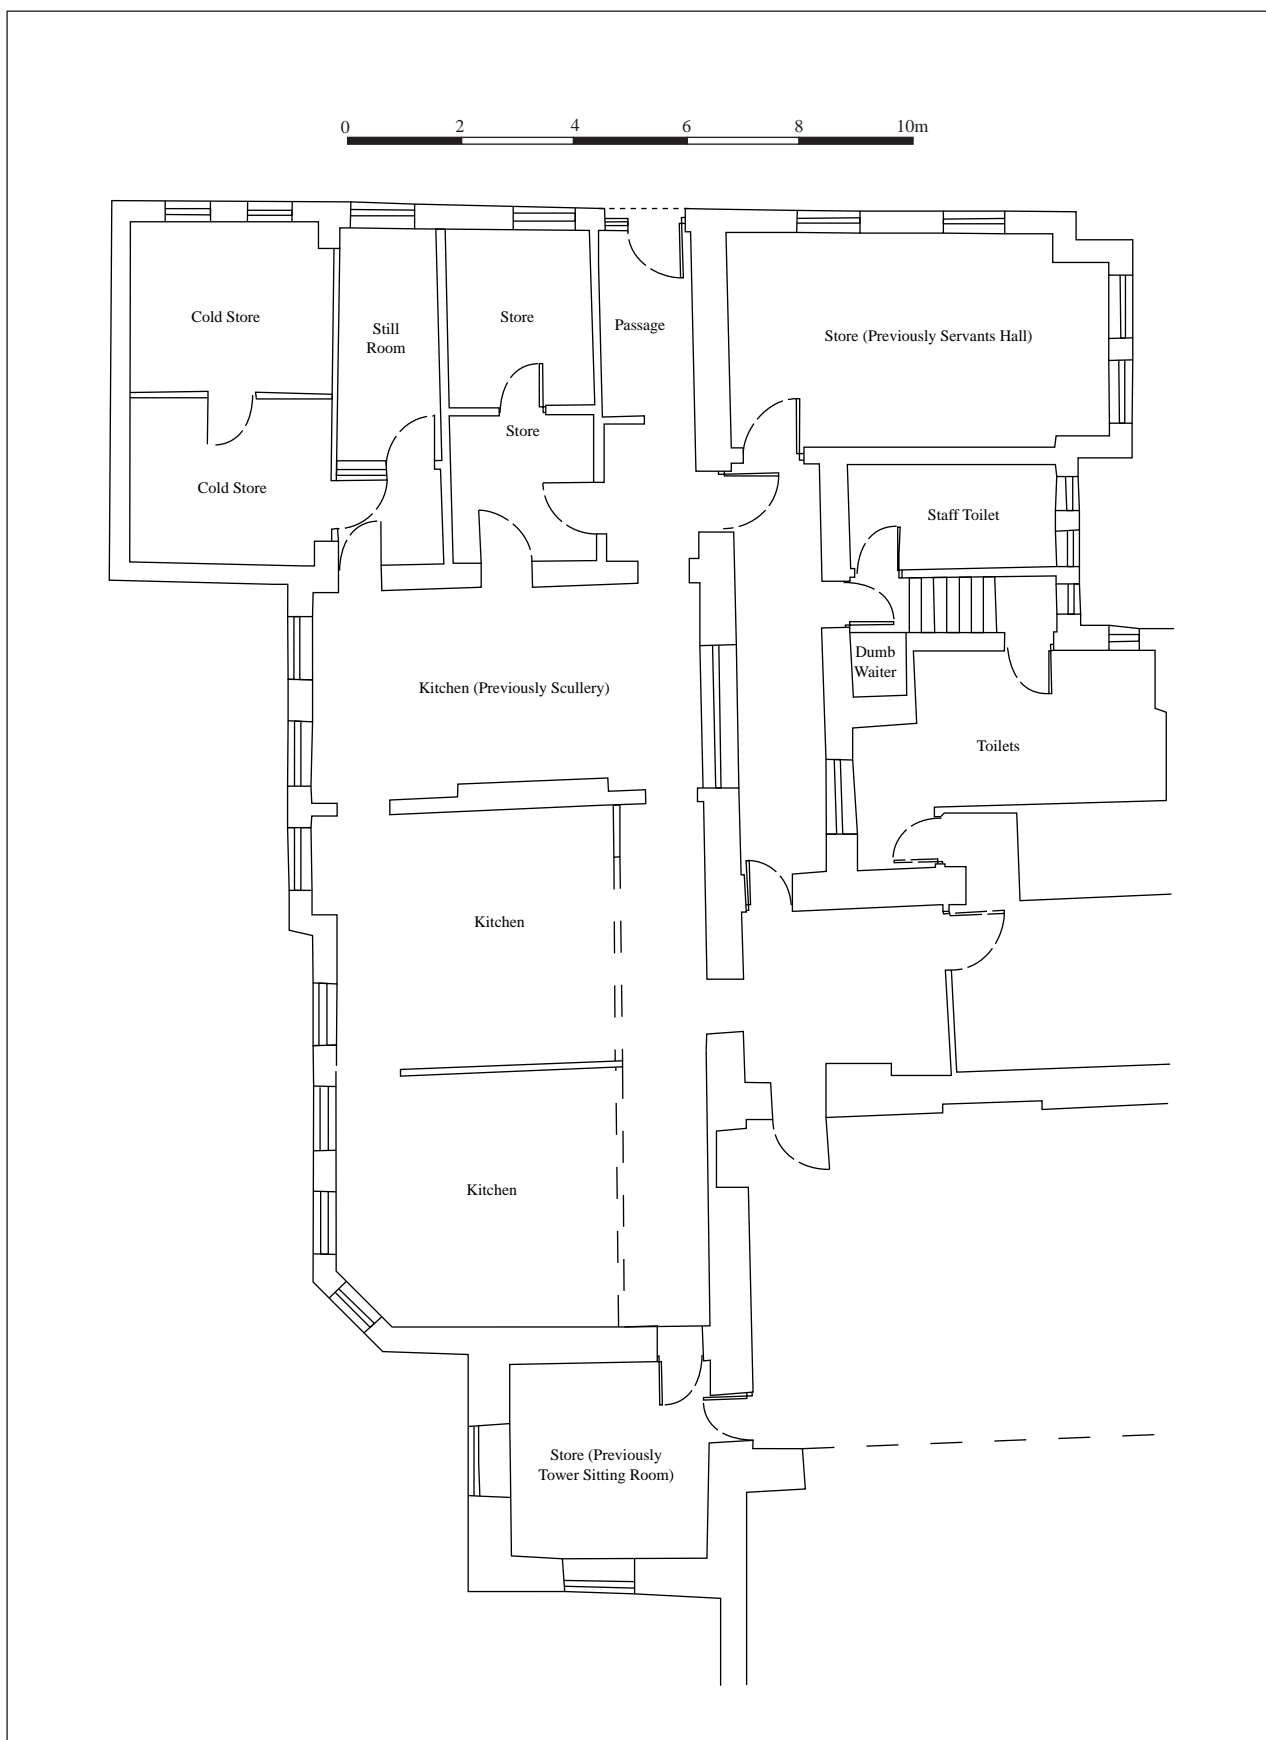 0 2 4 6 8 10m
Cold Store
Still
Room
Store
Passage
Store (Previously Servants Hall)
Store
Cold Store
Staff Toilet
Dumb
Waiter
Kitchen (Previously Scullery)
Toilets
Kitchen
Kitchen
Store (Previously
Tower Sitting Room)